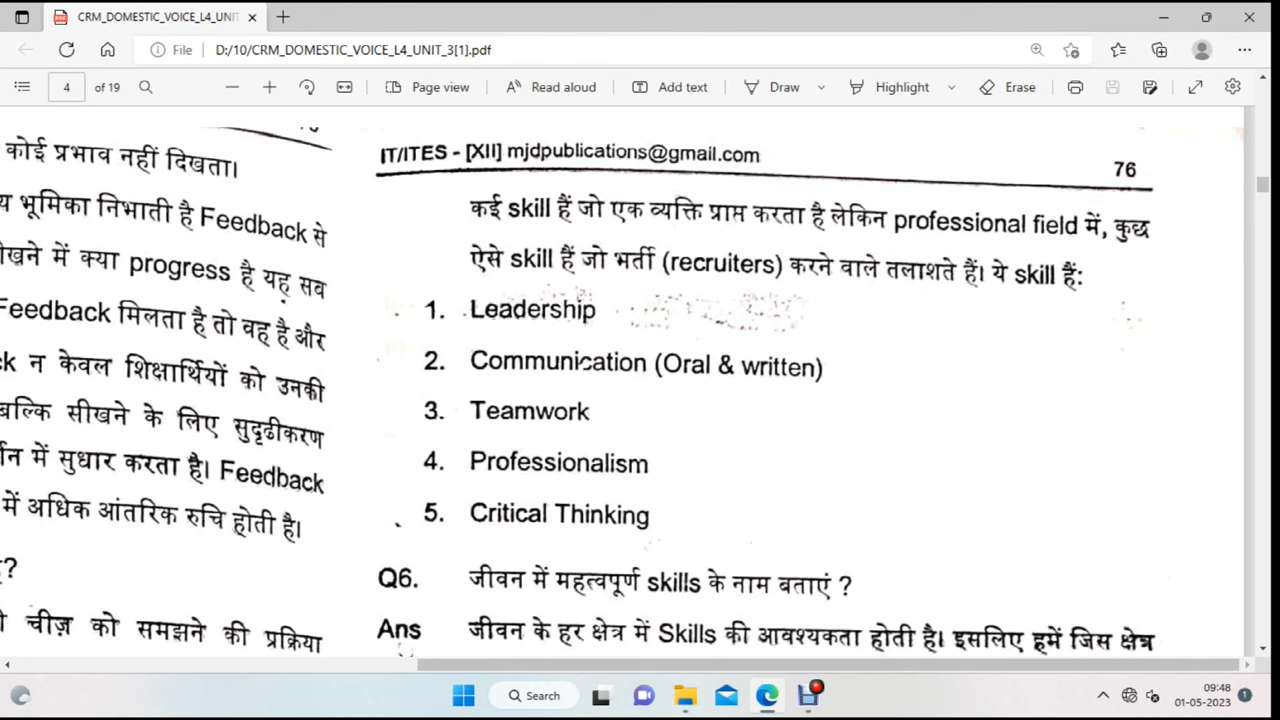 CRM_DOMESTIC_VOICE_L4_UNIT
File D:/10/CRM_DOMESTIC_VOICE_L4_UNIT_3[1].pdf
4 of 19
Page view
Read aloud
Add text
Draw
Highlight
Erase
कोई प्रभाव नहीं दिखता।
य भूमिका निभाती है Feedback से
में क्या progress है यह सब
Feedback मिलता है तो वह है और
न केवल शिक्षार्थियों को उनकी
बल्कि सीखने के लिए सुदृढीकरण
में सुधार करता है। Feedback
में अधिक आंतरिक रुचि होती है।
?
चीज़ को समझने की प्रक्रिया
IT/ITES - [XII] mjdpublications@gmail.com
76
कई skill हैं जो एक व्यक्ति प्राप्त करता है लेकिन professional field में, कुछ
ऐसे skill हैं जो भर्ती (recruiters) करने वाले तलाशते हैं। ये skill हैं:
1. Leadership
2. Communication (Oral & written)
3. Teamwork
4. Professionalism
5. Critical Thinking
Q6. जीवन में महत्वपूर्ण skills के नाम बताएं ?
Ans जीवन के हर क्षेत्र में Skills की आवश्यकता होती है। इसलिए हमें जिस क्षेत्र
Search
09:48
01-05-2023
1